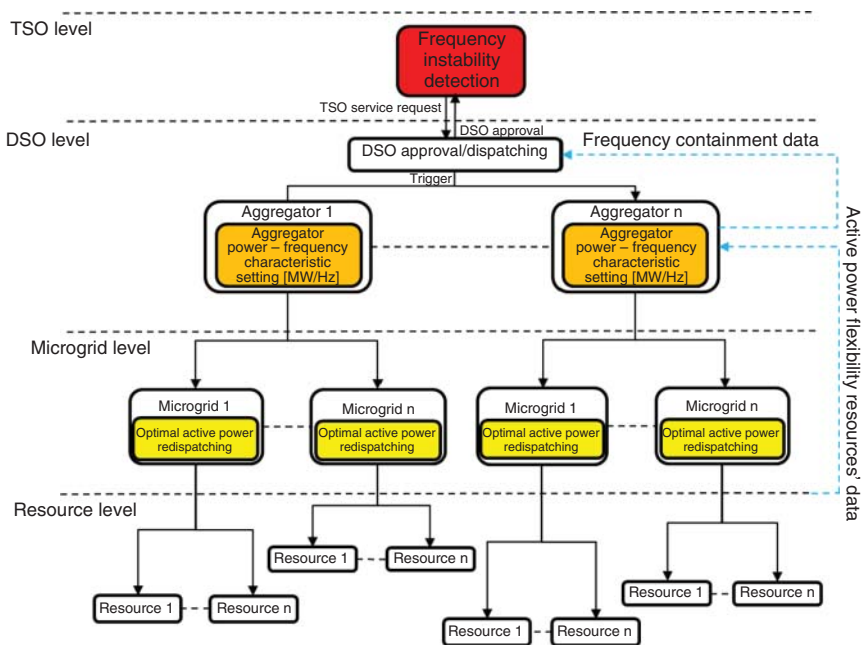 TSO level
Frequency
instability
detection
TSO service request
DSO approval
DSO level
DSO approval/dispatching
Frequency containment data
Trigger
Aggregator 1
Aggregator
power – frequency
characteristic
setting [MW/Hz]
Aggregator n
Aggregator
power – frequency
characteristic
setting [MW/Hz]
Active power flexibility resources' data
Microgrid level
Microgrid 1
Optimal active power
redispatching
Microgrid n
Optimal active power
redispatching
Microgrid 1
Optimal active power
redispatching
Microgrid n
Optimal active power
redispatching
Resource level
Resource 1
Resource n
Resource 1
Resource n
Resource 1
Resource n
Resource 1
Resource n